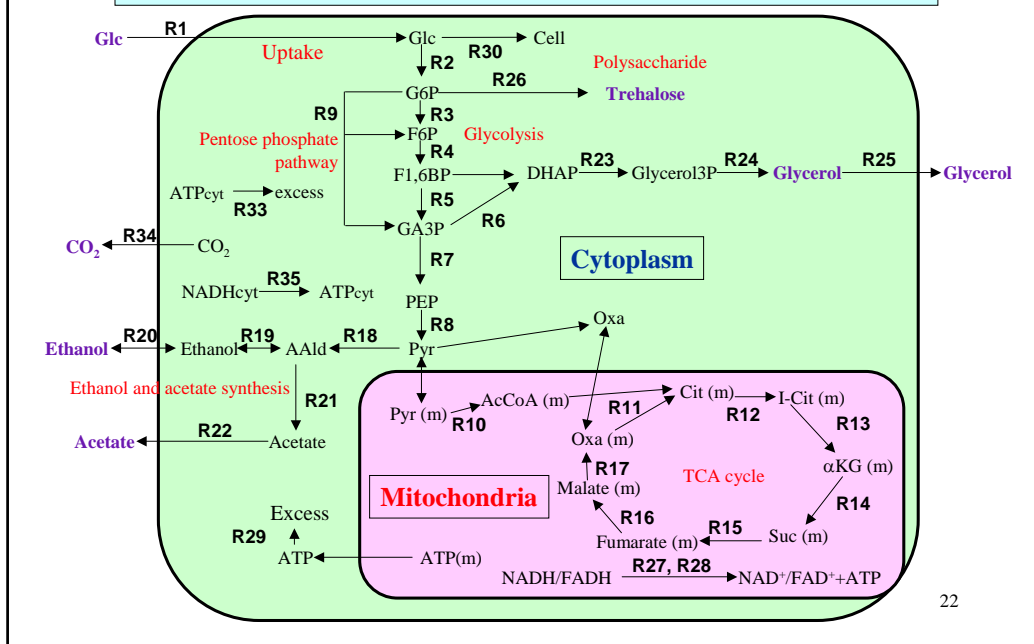 Glc R1 Glc R30 Cell
Uptake
R2
Polysaccharide
G6P R26 Trehalose
R9
R3
Pentose phosphate
pathway
F6P Glycolysis
R4
F1,6BP DHAP R23 Glycerol3P R24 Glycerol R25 Glycerol
ATPcyt excess
R33
R5
R6
GA3P
CO2 R34 CO2
R7
Cytoplasm
NADHcyt R35 ATPcyt
PEP
R8
Oxa
Ethanol R20 Ethanol R19 AAld R18 Pyr
Ethanol and acetate synthesis
R21
Pyr (m) R10 AcCoA (m) R11 Cit (m) R12 I-Cit (m)
R13
Acetate R22 Acetate
Oxa (m)
R17
TCA cycle
αKG (m)
Mitochondria
Malate (m)
R14
R16
Excess
R29
Fumarate (m) R15 Suc (m)
ATP ATP(m)
NADH/FADH R27, R28 NAD+/FAD++ATP
22